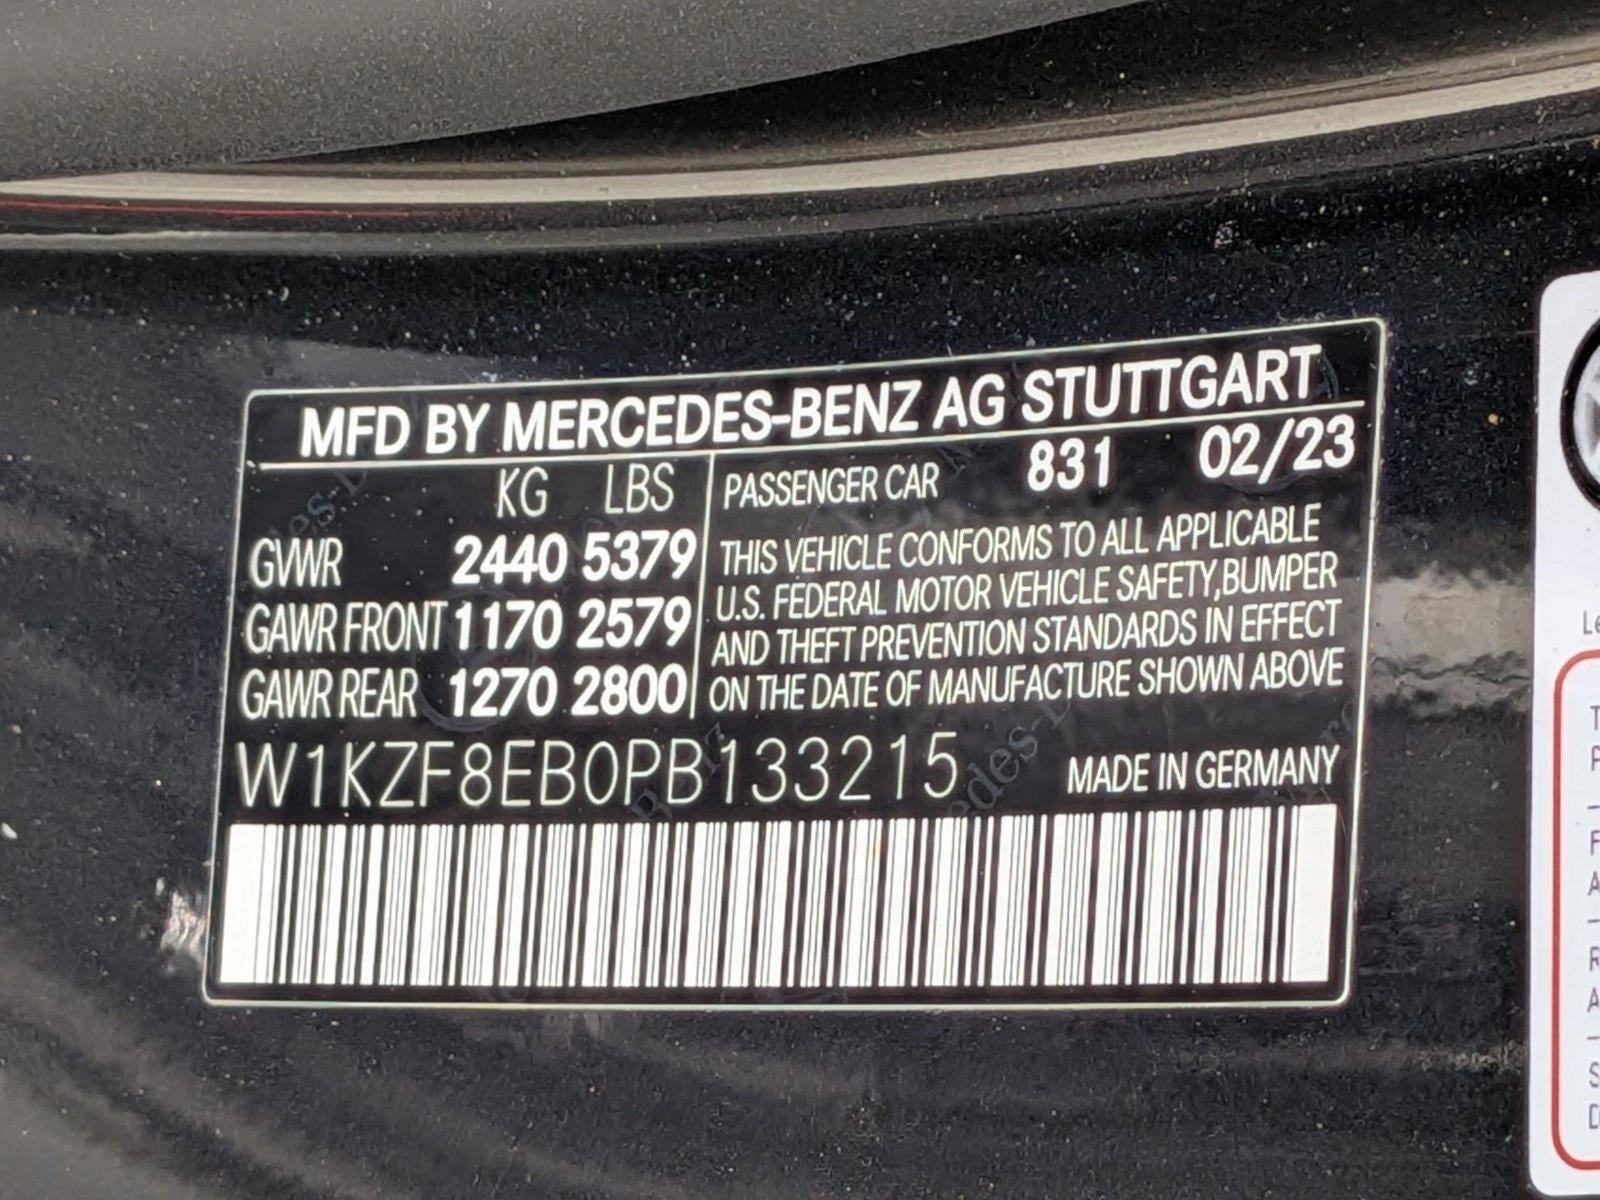 MFD BY MERCEDES-BENZ AG STUTTGART
KG LBS
GVWR 2440 5379
GAWR FRONT 1170 2579
GAWR REAR 1270 2800
PASSENGER CAR 831 02/23
THIS VEHICLE CONFORMS TO ALL APPLICABLE
U.S. FEDERAL MOTOR VEHICLE SAFETY,BUMPER
AND THEFT PREVENTION STANDARDS IN EFFECT
ON THE DATE OF MANUFACTURE SHOWN ABOVE
W1KZF8EB0PB133215
MADE IN GERMANY